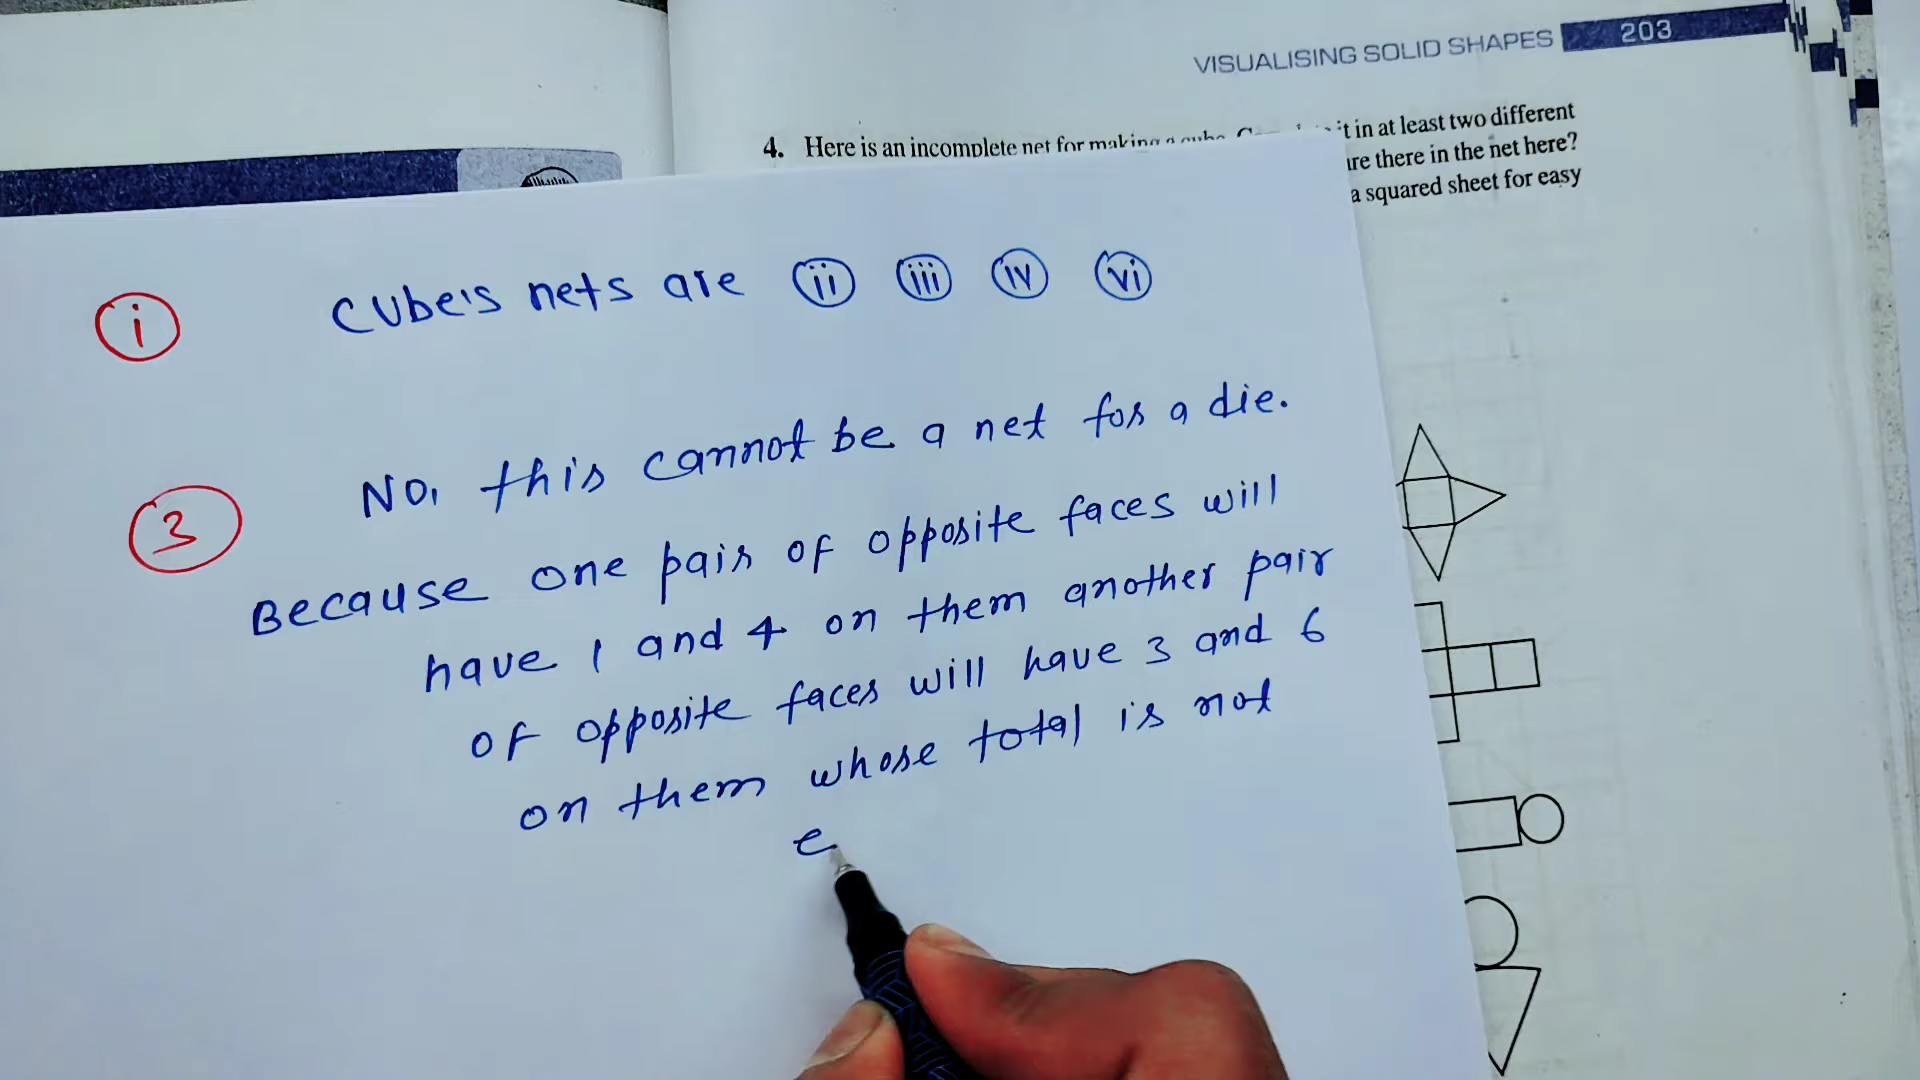 VISUALISING SOLID SHAPES 203
4. Here is an incomplete net for making a cube. it in at least two different
are there in the net here?
a squared sheet for easy
i cube's nets are ii iii iv vi
3 No, this cannot be a net for a die.
Because one pair of opposite faces will
have 1 and 4 on them another pair
of opposite faces will have 3 and 6
on them whose total is not
e